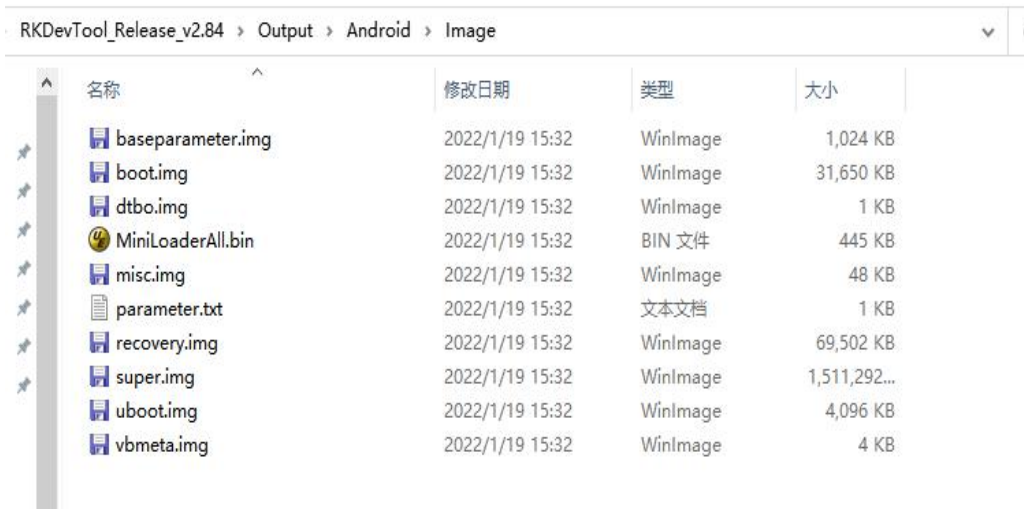 RKDevTool_Release_v2.84 › Output › Android › Image
名称 修改日期 类型 大小
baseparameter.img 2022/1/19 15:32 WinImage 1,024 KB
boot.img 2022/1/19 15:32 WinImage 31,650 KB
dtbo.img 2022/1/19 15:32 WinImage 1 KB
MiniLoaderAll.bin 2022/1/19 15:32 BIN 文件 445 KB
misc.img 2022/1/19 15:32 WinImage 48 KB
parameter.txt 2022/1/19 15:32 文本文档 1 KB
recovery.img 2022/1/19 15:32 WinImage 69,502 KB
super.img 2022/1/19 15:32 WinImage 1,511,292...
uboot.img 2022/1/19 15:32 WinImage 4,096 KB
vbmeta.img 2022/1/19 15:32 WinImage 4 KB